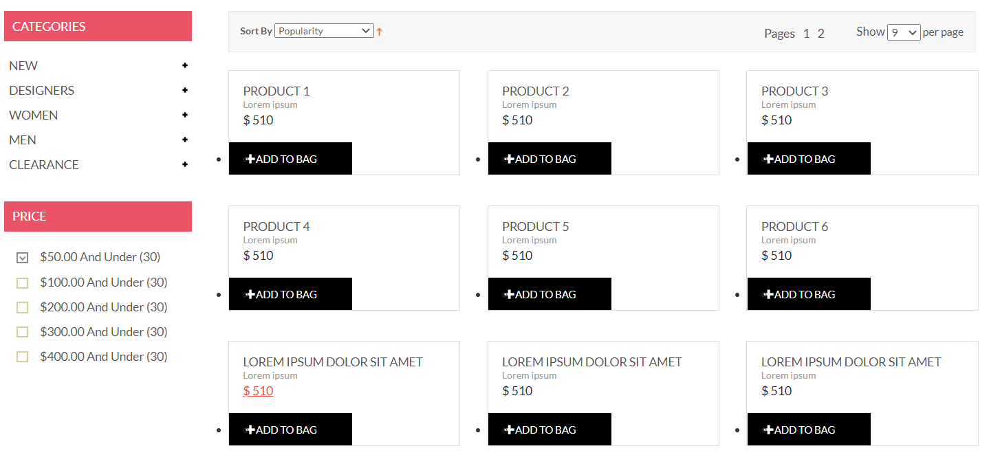 CATEGORIES
NEW
DESIGNERS
WOMEN
MEN
CLEARANCE
PRICE
$50.00 And Under (30)
$100.00 And Under (30)
$200.00 And Under (30)
$300.00 And Under (30)
$400.00 And Under (30)
Sort By Popularity
Pages 1 2
Show 9 per page
PRODUCT 1
Lorem ipsum
$ 510
ADD TO BAG
PRODUCT 2
Lorem ipsum
$ 510
ADD TO BAG
PRODUCT 3
Lorem ipsum
$ 510
ADD TO BAG
PRODUCT 4
Lorem ipsum
$ 510
ADD TO BAG
PRODUCT 5
Lorem ipsum
$ 510
ADD TO BAG
PRODUCT 6
Lorem ipsum
$ 510
ADD TO BAG
LOREM IPSUM DOLOR SIT AMET
Lorem ipsum
$ 510
ADD TO BAG
LOREM IPSUM DOLOR SIT AMET
Lorem ipsum
$ 510
ADD TO BAG
LOREM IPSUM DOLOR SIT AMET
Lorem ipsum
$ 510
ADD TO BAG